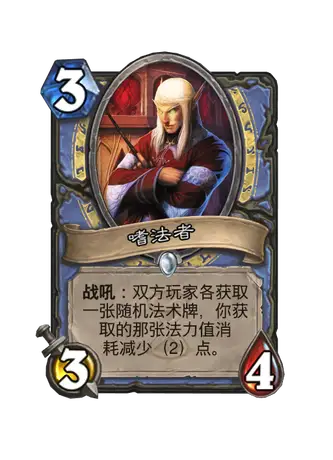 3
嗜法者
战吼：双方玩家各获取
一张随机法术牌，你获
取的那张法力值消
耗减少（2）点。
3
4